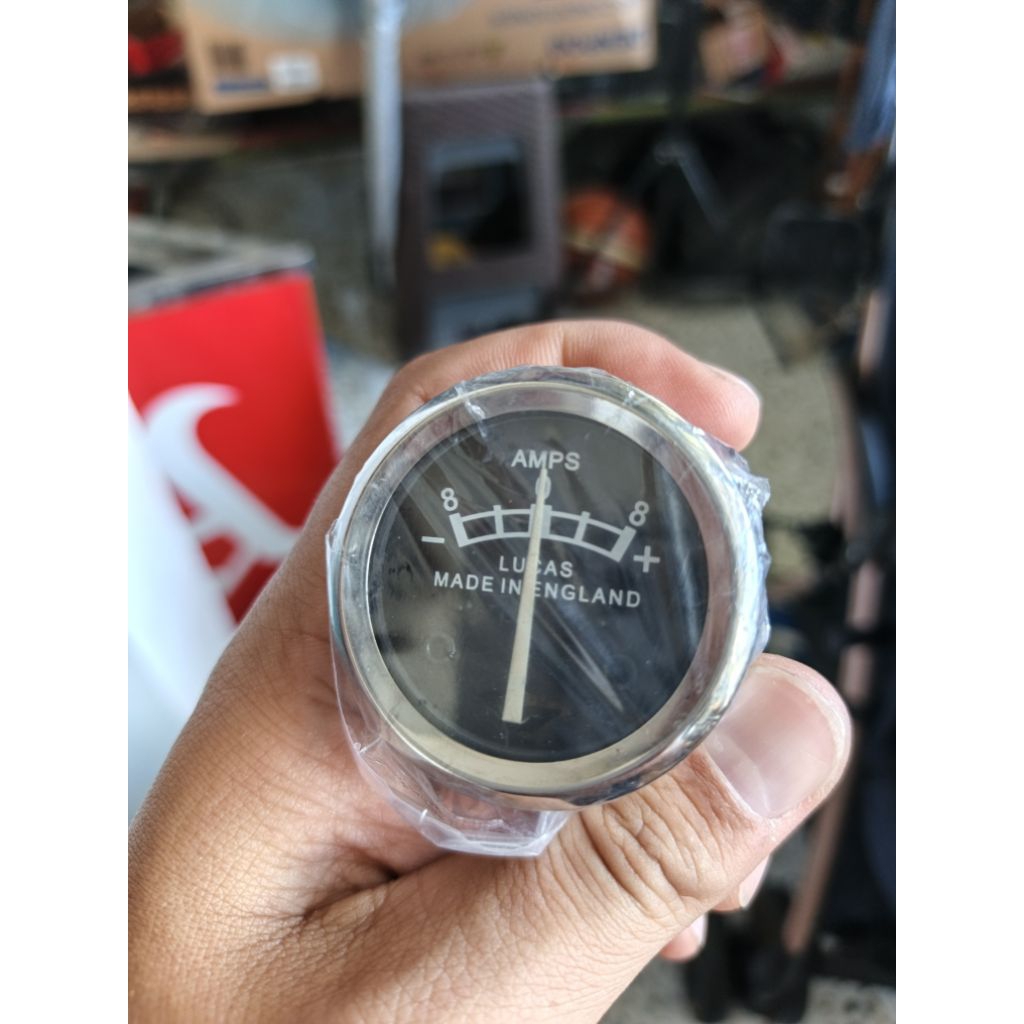 AMPS
8 0 8
- +
LUCAS
MADE IN ENGLAND